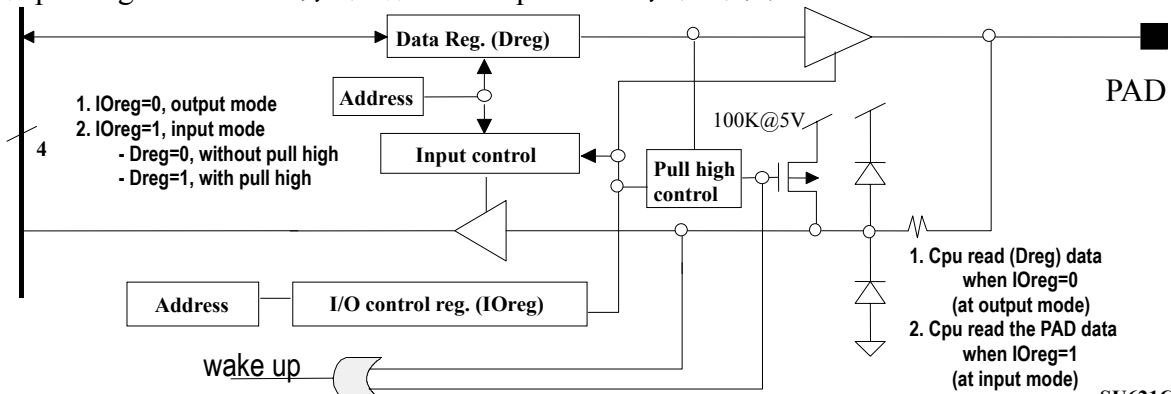 Data Reg. (Dreg)
PAD
Address
1. IOreg=0, output mode
2. IOreg=1, input mode
- Dreg=0, without pull high
- Dreg=1, with pull high
4
100K@5V
Input control
Pull high
control
1. Cpu read (Dreg) data
when IOreg=0
(at output mode)
2. Cpu read the PAD data
when IOreg=1
(at input mode)
Address
I/O control reg. (IOreg)
wake up